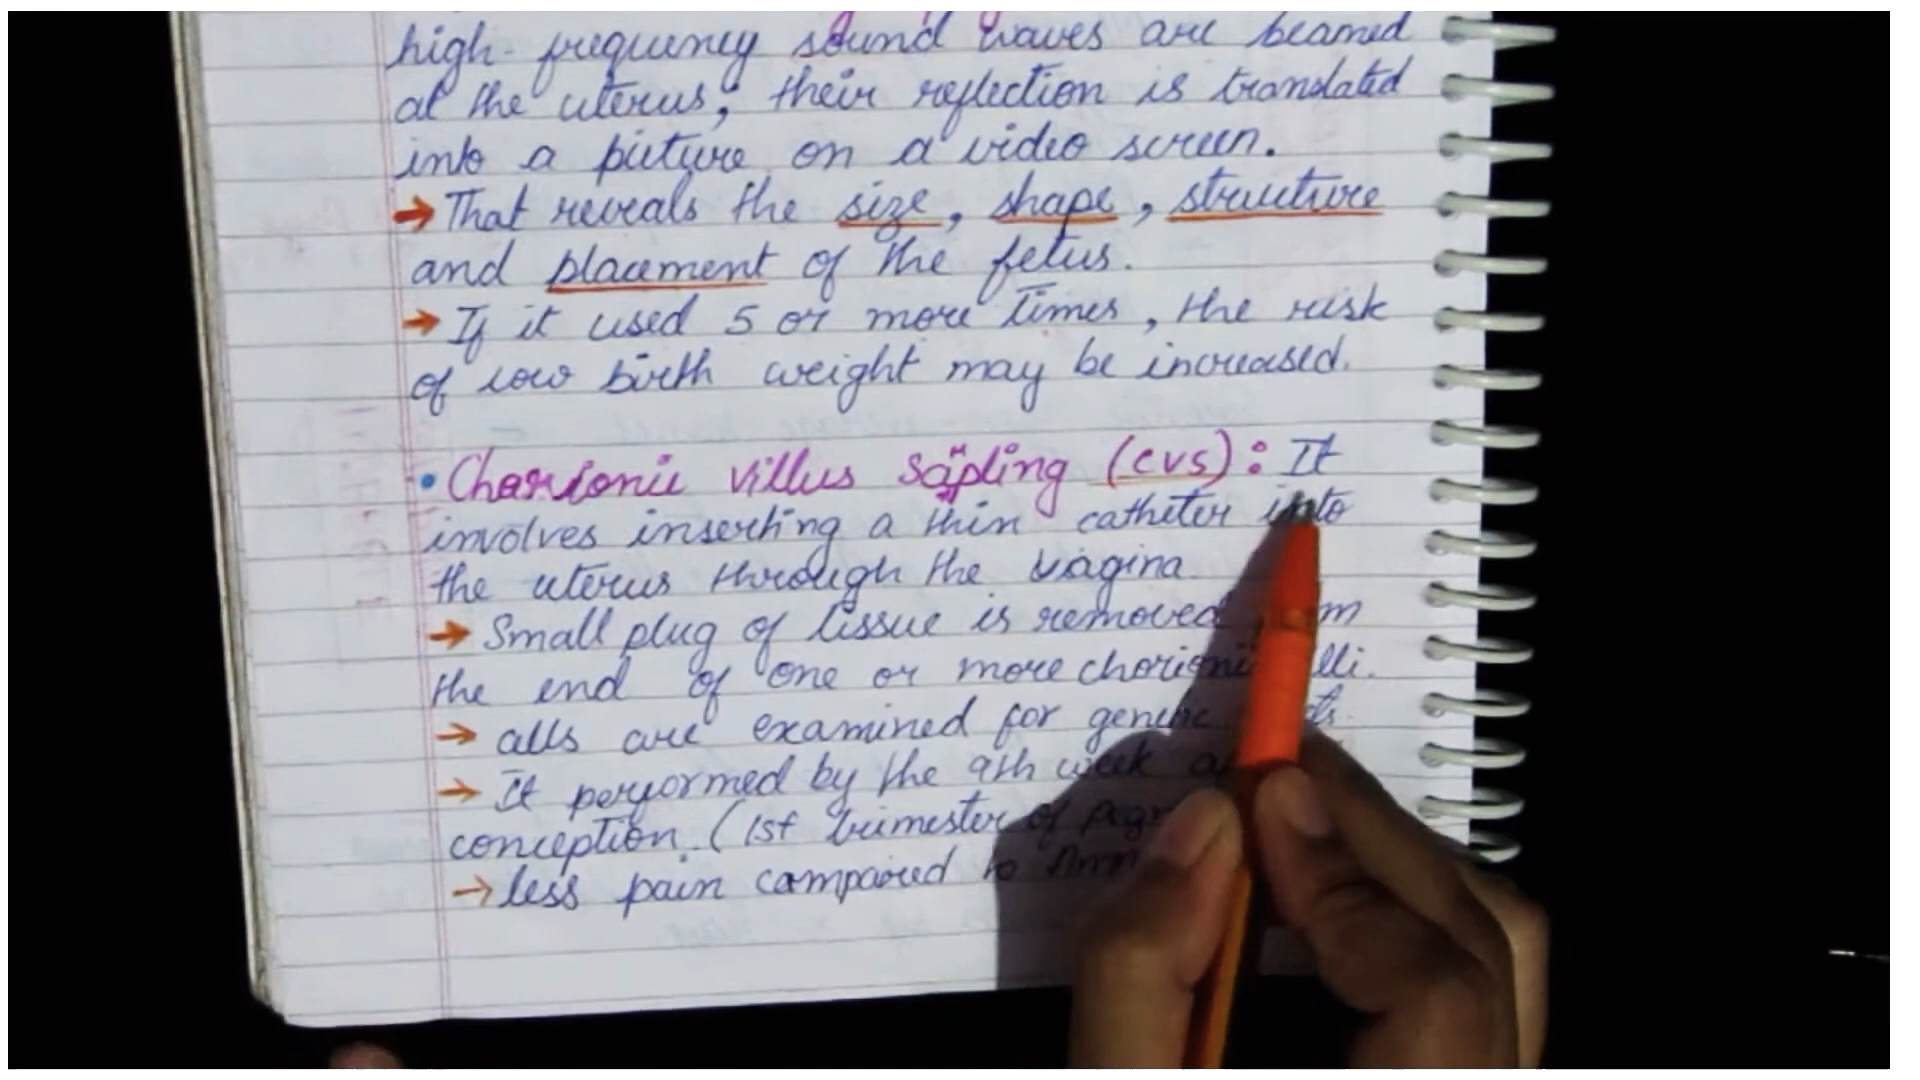 high-frequency sound waves are beamed
at the uterus, their reflection is translated
into a picture on a video screen.
→ That reveals the size, shape, structure
and placement of the fetus.
→ If it used 5 or more times, the risk
of low birth weight may be increased.
• Chorionic villus sampling (CVS): It
involves inserting a thin catheter into
the uterus through the vagina.
→ Small plug of tissue is removed
the end of one or more chorionic
→ cells are examined for genetic
→ It performed by the 9th week
conception. (1st trimester of
→ less pain compared to